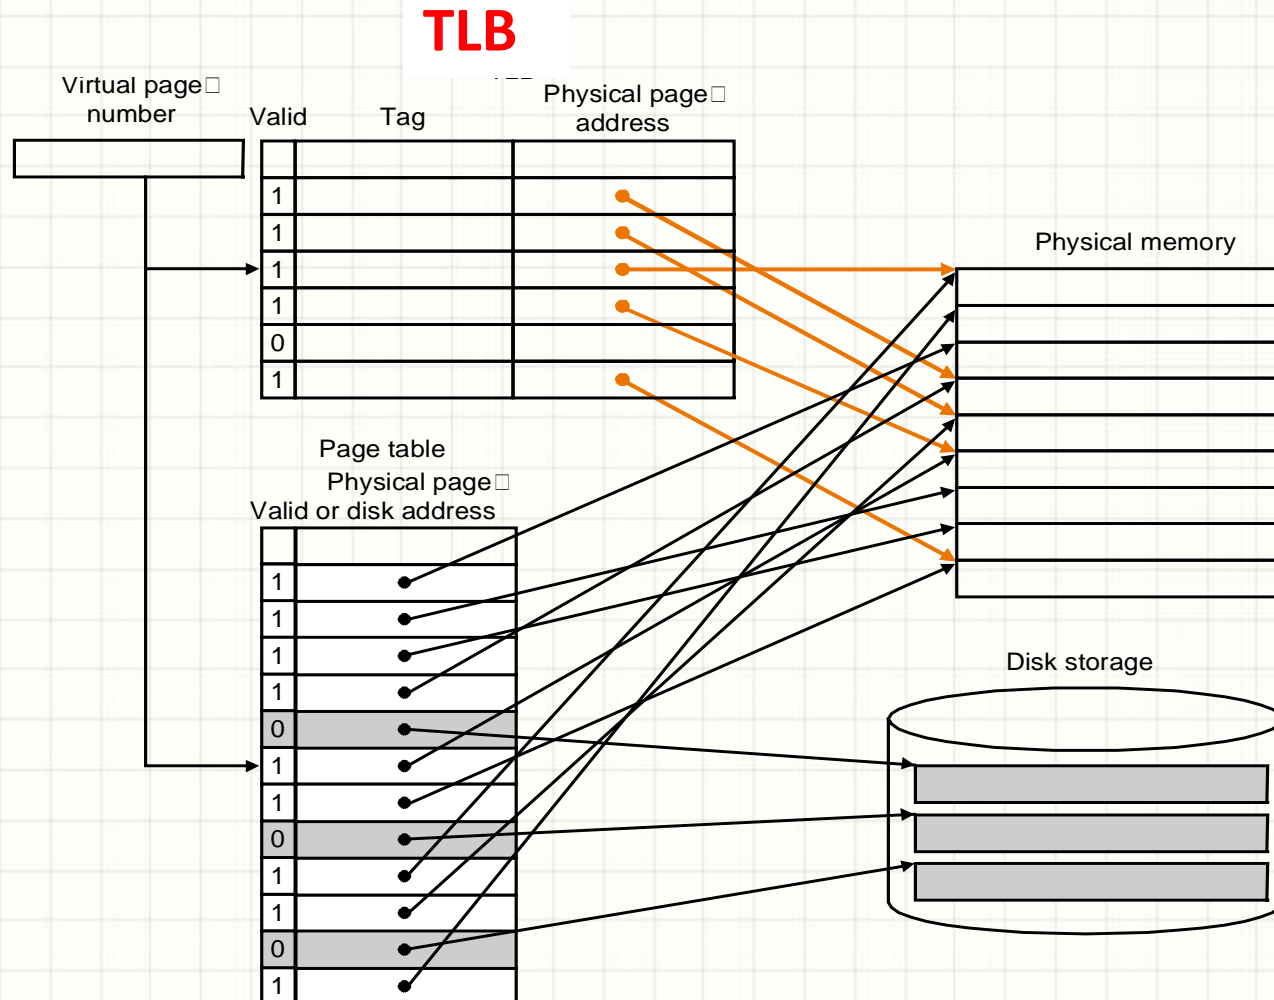 TLB
Virtual page
number
Valid
Tag
Physical page
address
1
1
1
1
0
1
Physical memory
Page table
Physical page
Valid or disk address
1
1
1
1
0
1
1
0
1
1
0
1
Disk storage